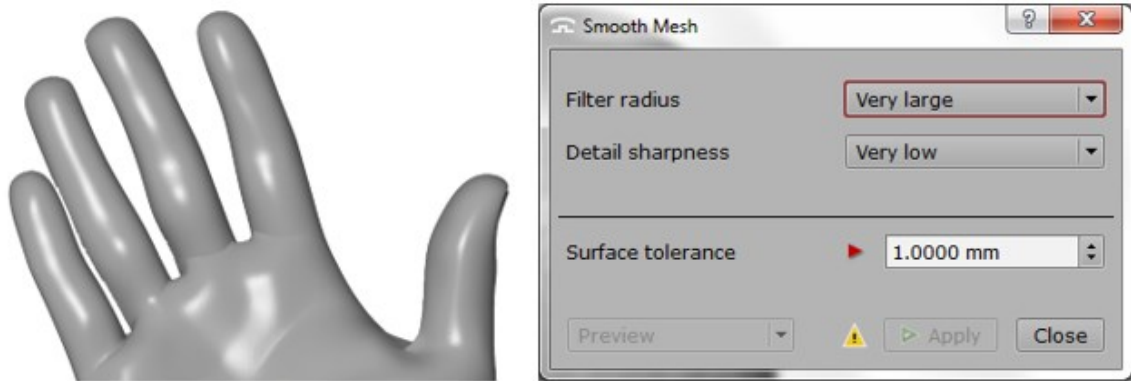 Smooth Mesh
Filter radius Very large
Detail sharpness Very low
Surface tolerance 1.0000 mm
Preview Apply Close